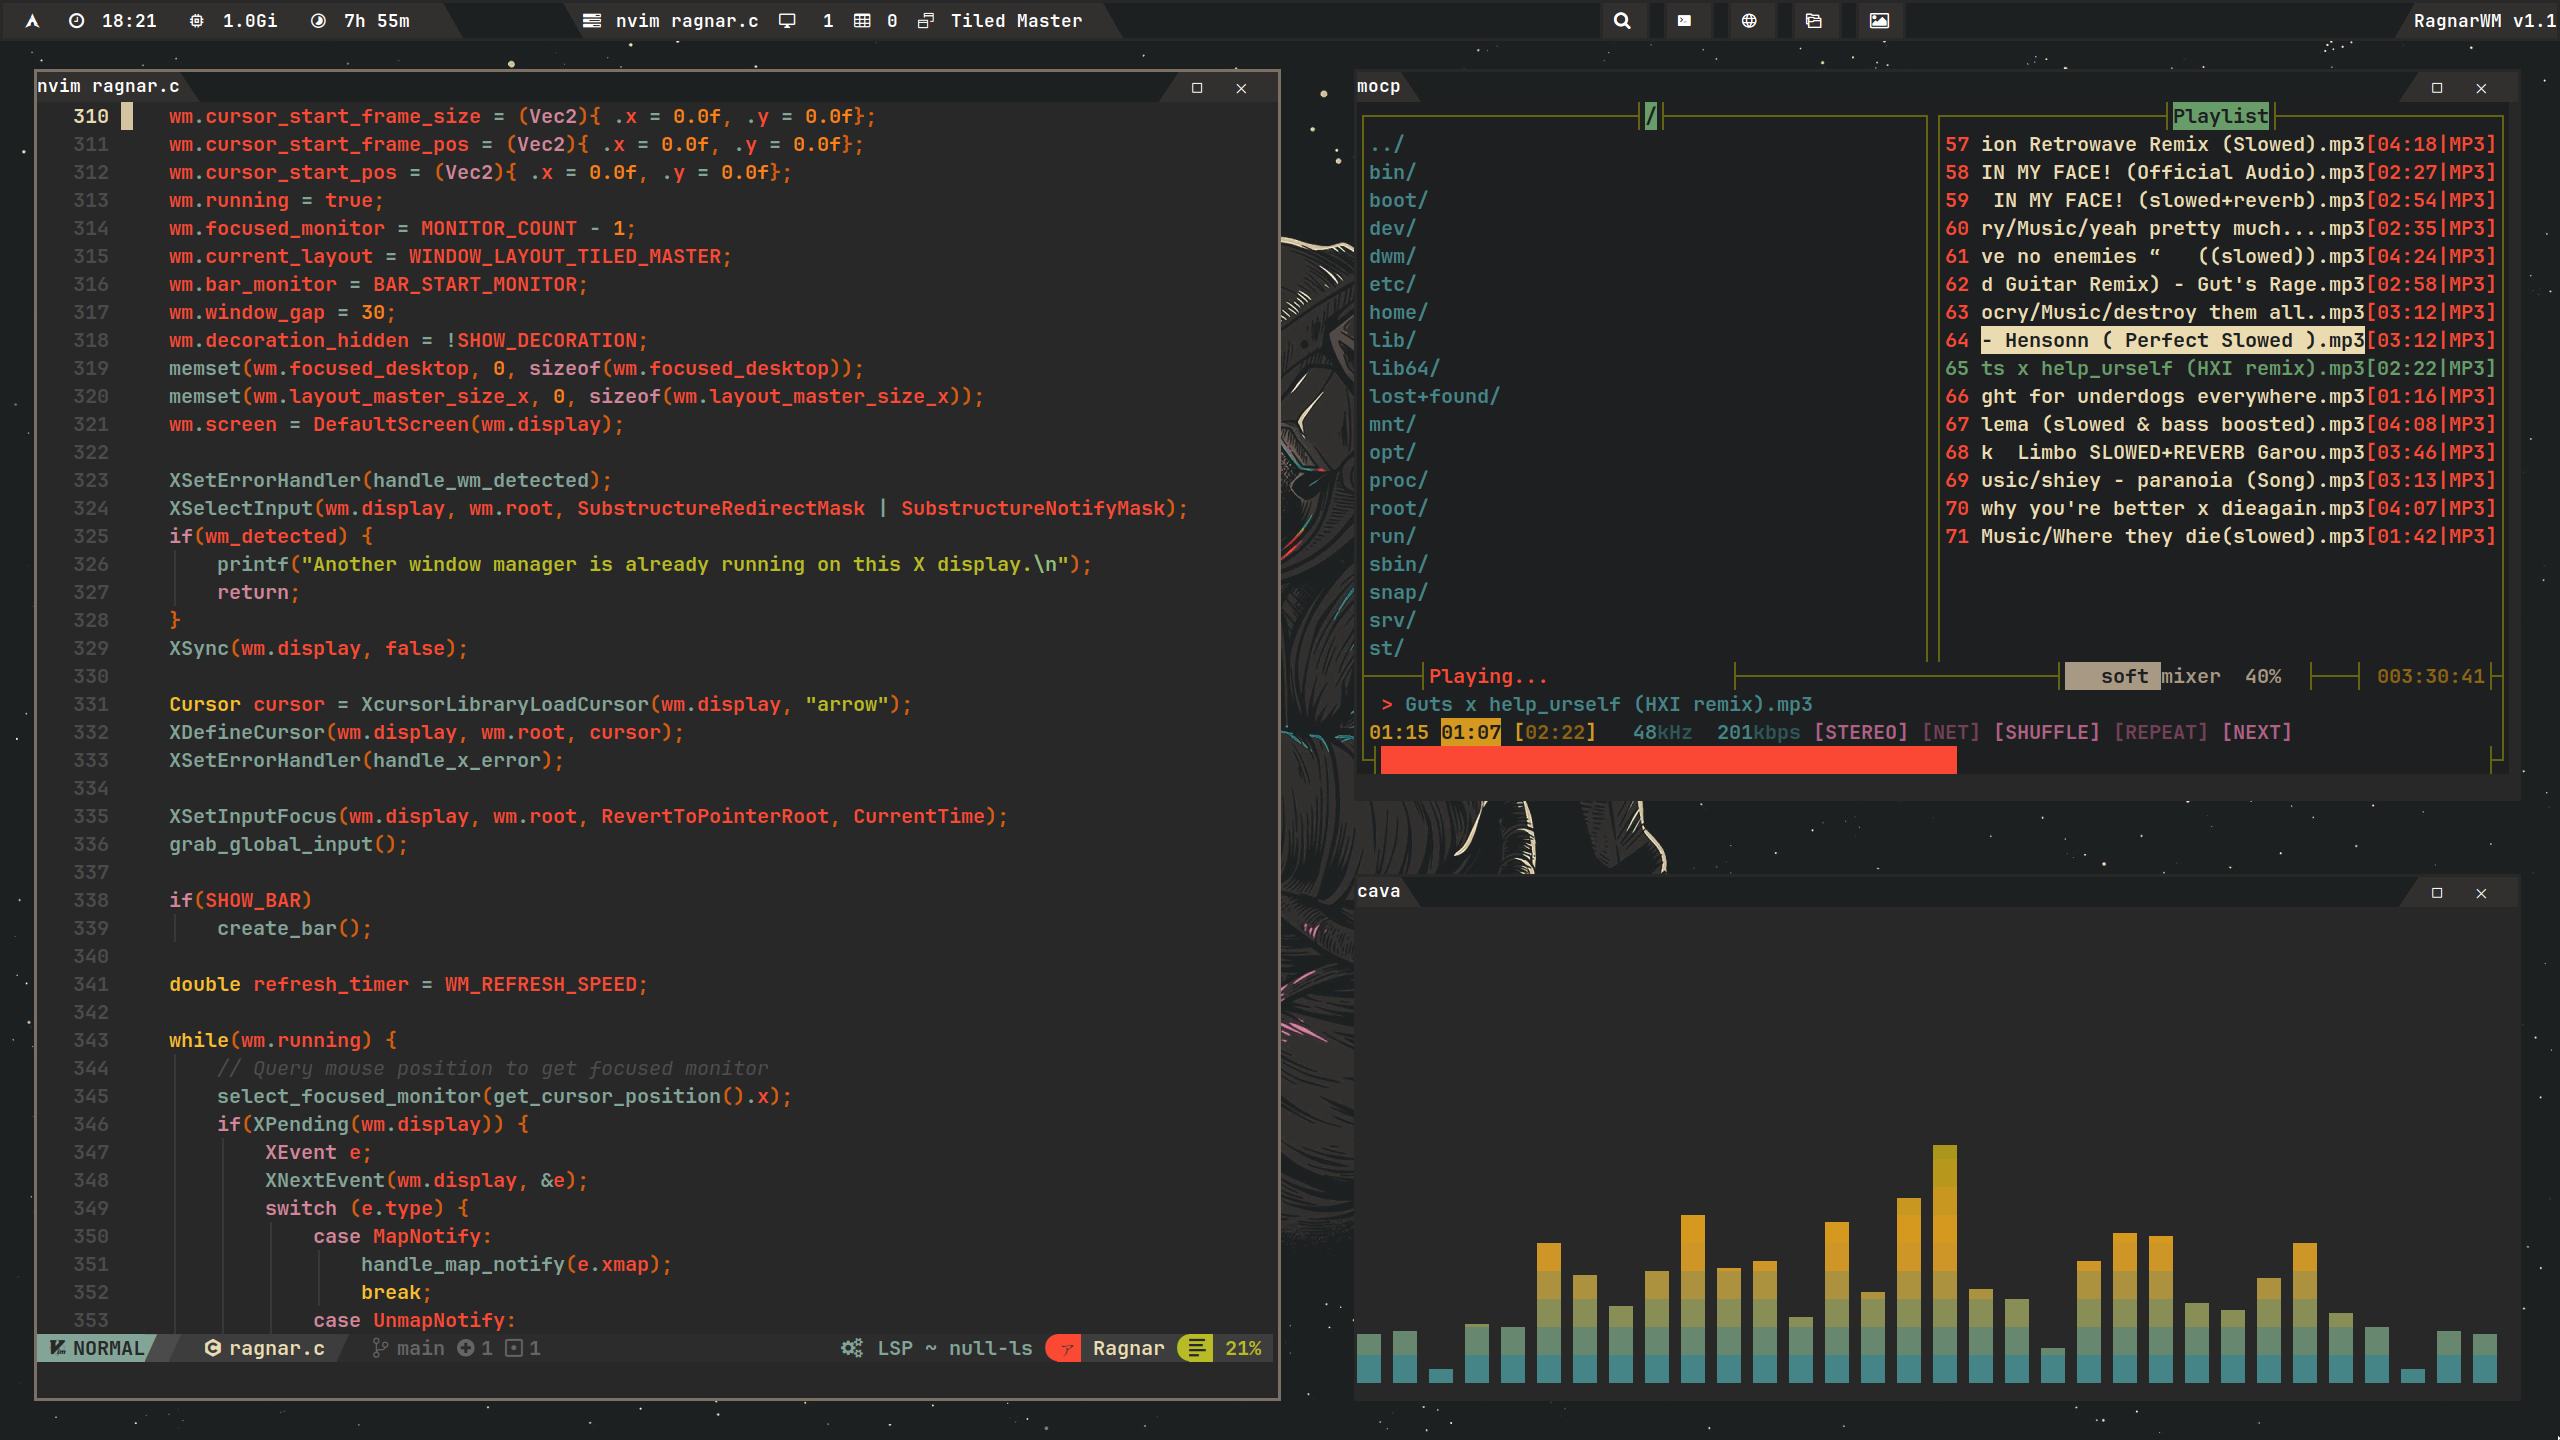 18:21 1.0Gi 7h 55m nvim ragnar.c 1 0 Tiled Master RagnarWM v1.1
nvim ragnar.c
310 wm.cursor_start_frame_size = (Vec2){ .x = 0.0f, .y = 0.0f};
311 wm.cursor_start_frame_pos = (Vec2){ .x = 0.0f, .y = 0.0f};
312 wm.cursor_start_pos = (Vec2){ .x = 0.0f, .y = 0.0f};
313 wm.running = true;
314 wm.focused_monitor = MONITOR_COUNT - 1;
315 wm.current_layout = WINDOW_LAYOUT_TILED_MASTER;
316 wm.bar_monitor = BAR_START_MONITOR;
317 wm.window_gap = 30;
318 wm.decoration_hidden = !SHOW_DECORATION;
319 memset(wm.focused_desktop, 0, sizeof(wm.focused_desktop));
320 memset(wm.layout_master_size_x, 0, sizeof(wm.layout_master_size_x));
321 wm.screen = DefaultScreen(wm.display);
322
323 XSetErrorHandler(handle_wm_detected);
324 XSelectInput(wm.display, wm.root, SubstructureRedirectMask | SubstructureNotifyMask);
325 if(wm_detected) {
326 printf("Another window manager is already running on this X display.\n");
327 return;
328 }
329 XSync(wm.display, false);
330
331 Cursor cursor = XcursorLibraryLoadCursor(wm.display, "arrow");
332 XDefineCursor(wm.display, wm.root, cursor);
333 XSetErrorHandler(handle_x_error);
334
335 XSetInputFocus(wm.display, wm.root, RevertToPointerRoot, CurrentTime);
336 grab_global_input();
337
338 if(SHOW_BAR)
339 create_bar();
340
341 double refresh_timer = WM_REFRESH_SPEED;
342
343 while(wm.running) {
344 // Query mouse position to get focused monitor
345 select_focused_monitor(get_cursor_position().x);
346 if(XPending(wm.display)) {
347 XEvent e;
348 XNextEvent(wm.display, &e);
349 switch (e.type) {
350 case MapNotify:
351 handle_map_notify(e.xmap);
352 break;
353 case UnmapNotify:
NORMAL ragnar.c main 1 1 LSP ~ null-ls ア Ragnar 21%
mocp
/
../
bin/
boot/
dev/
dwm/
etc/
home/
lib/
lib64/
lost+found/
mnt/
opt/
proc/
root/
run/
sbin/
snap/
srv/
st/
Playlist
57 ion Retrowave Remix (Slowed).mp3[04:18|MP3]
58 IN MY FACE! (Official Audio).mp3[02:27|MP3]
59 IN MY FACE! (slowed+reverb).mp3[02:54|MP3]
60 ry/Music/yeah pretty much....mp3[02:35|MP3]
61 ve no enemies “ ((slowed)).mp3[04:24|MP3]
62 d Guitar Remix) - Gut's Rage.mp3[02:58|MP3]
63 ocry/Music/destroy them all..mp3[03:12|MP3]
64 - Hensonn ( Perfect Slowed ).mp3[03:12|MP3]
65 ts x help_urself (HXI remix).mp3[02:22|MP3]
66 ght for underdogs everywhere.mp3[01:16|MP3]
67 lema (slowed & bass boosted).mp3[04:08|MP3]
68 k Limbo SLOWED+REVERB Garou.mp3[03:46|MP3]
69 usic/shiey - paranoia (Song).mp3[03:13|MP3]
70 why you're better x dieagain.mp3[04:07|MP3]
71 Music/Where they die(slowed).mp3[01:42|MP3]
Playing... soft mixer 40% 003:30:41
> Guts x help_urself (HXI remix).mp3
01:15 01:07 [02:22] 48kHz 201kbps [STEREO] [NET] [SHUFFLE] [REPEAT] [NEXT]
cava